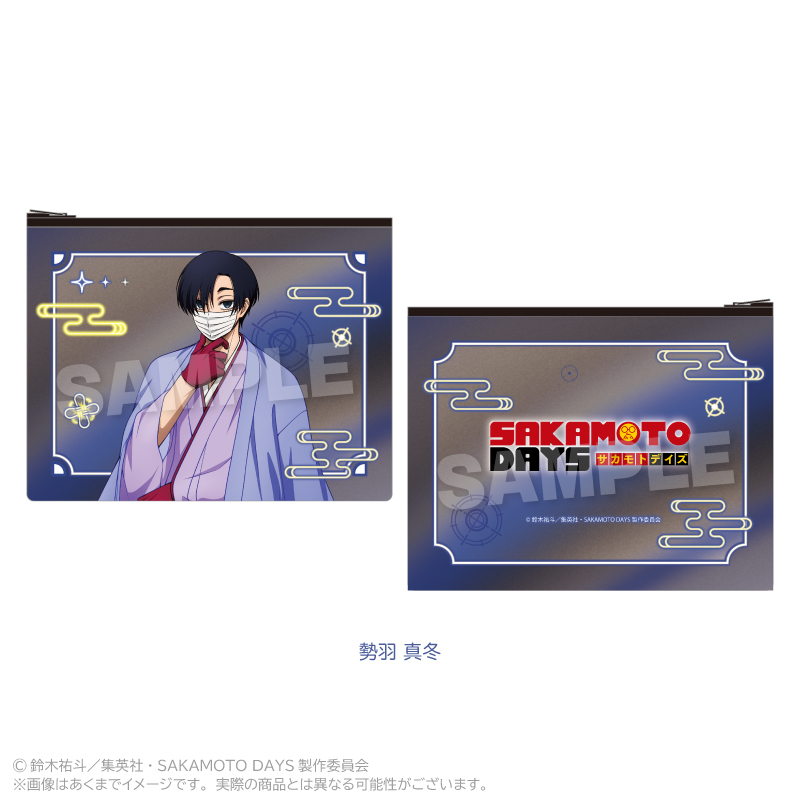 SAMPLE
SAKAMOTO
DAYS サカモトデイズ
SAMPLE
© 鈴木祐斗／集英社・SAKAMOTO DAYS 製作委員会
勢羽 真冬
© 鈴木祐斗／集英社・SAKAMOTO DAYS 製作委員会
※画像はあくまでイメージです。実際の商品とは異なる可能性がございます。